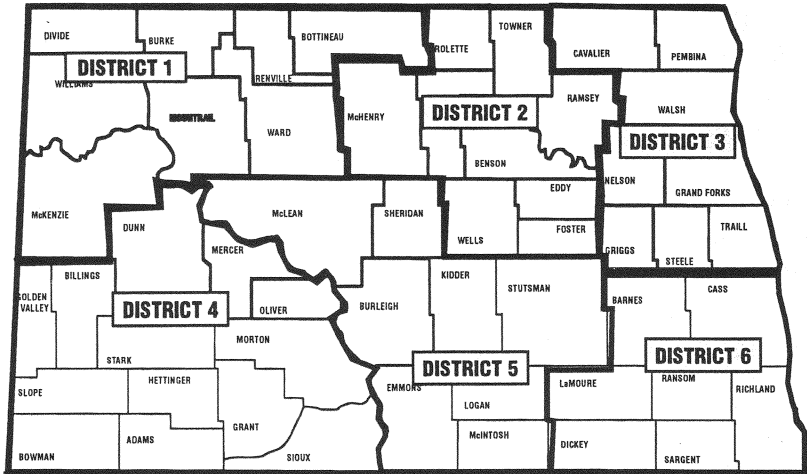 DIVIDE
BURKE
BOTTINEAU
ROLETTE
TOWNER
CAVALIER
PEMBINA
DISTRICT 1
WILLIAMS
RENVILLE
MOUNTRAIL
WARD
McHENRY
DISTRICT 2
RAMSEY
WALSH
DISTRICT 3
BENSON
EDDY
NELSON
GRAND FORKS
McKENZIE
DUNN
McLEAN
SHERIDAN
WELLS
FOSTER
GRIGGS
STEELE
TRAILL
MERCER
BILLINGS
GOLDEN
VALLEY
DISTRICT 4
OLIVER
BURLEIGH
KIDDER
STUTSMAN
BARNES
CASS
STARK
MORTON
DISTRICT 5
DISTRICT 6
SLOPE
HETTINGER
EMMONS
LOGAN
LaMOURE
RANSOM
RICHLAND
BOWMAN
ADAMS
GRANT
SIOUX
McINTOSH
DICKEY
SARGENT